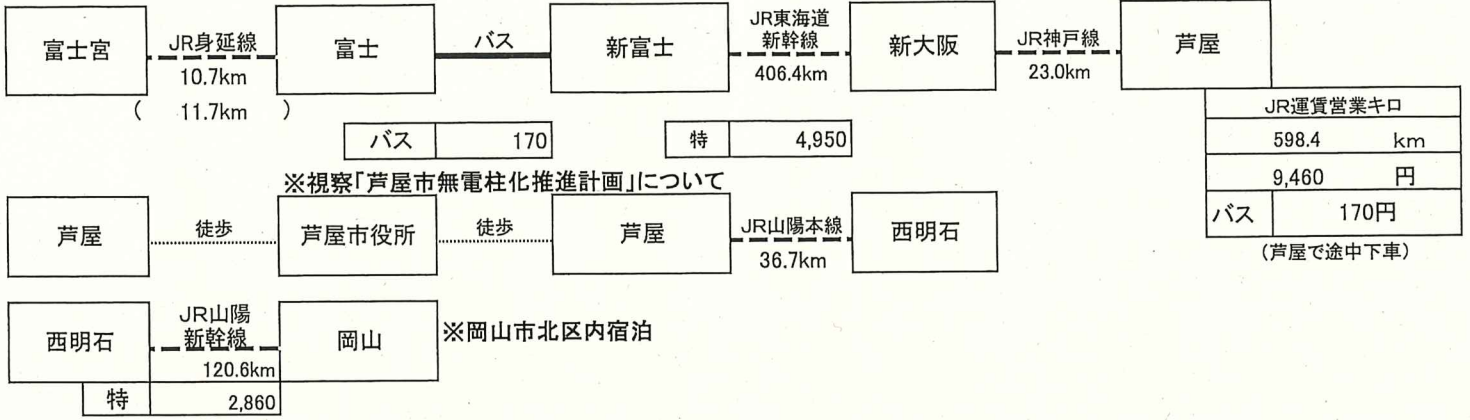 富士宮 JR身延線 富士 バス 新富士 JR東海道 新幹線 新大阪 JR神戸線 芦屋
10.7km 406.4km 23.0km
( 11.7km )
JR運賃営業キロ
バス 170 特 4,950 598.4 km
9,460 円
※視察「芦屋市無電柱化推進計画」について
バス 170円
芦屋 徒歩 芦屋市役所 徒歩 芦屋 JR山陽本線 西明石
36.7km
(芦屋で途中下車)
西明石 JR山陽 新幹線 岡山 ※岡山市北区内宿泊
120.6km
特 2,860